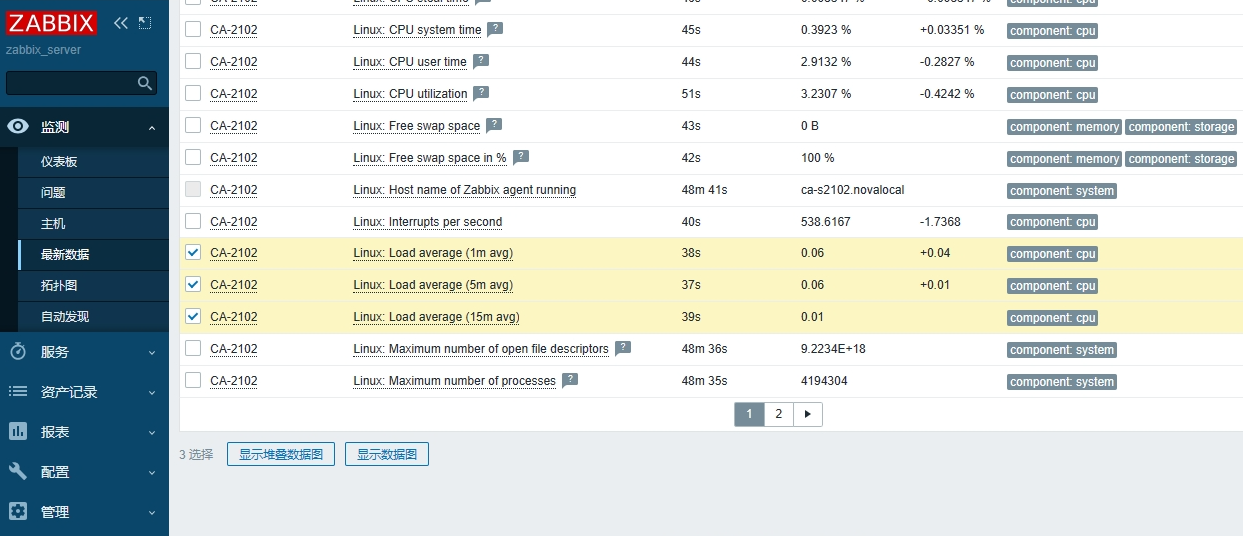 ZABBIX
zabbix_server
监测
仪表板
问题
主机
最新数据
拓扑图
自动发现
服务
资产记录
报表
配置
管理
CA-2102 Linux: CPU system time ? 45s 0.3923 % +0.03351 % component: cpu
CA-2102 Linux: CPU user time ? 44s 2.9132 % -0.2827 % component: cpu
CA-2102 Linux: CPU utilization ? 51s 3.2307 % -0.4242 % component: cpu
CA-2102 Linux: Free swap space ? 43s 0 B component: memory component: storage
CA-2102 Linux: Free swap space in % ? 42s 100 % component: memory component: storage
CA-2102 Linux: Host name of Zabbix agent running 48m 41s ca-s2102.novalocal component: system
CA-2102 Linux: Interrupts per second 40s 538.6167 -1.7368 component: cpu
CA-2102 Linux: Load average (1m avg) 38s 0.06 +0.04 component: cpu
CA-2102 Linux: Load average (5m avg) 37s 0.06 +0.01 component: cpu
CA-2102 Linux: Load average (15m avg) 39s 0.01 component: cpu
CA-2102 Linux: Maximum number of open file descriptors ? 48m 36s 9.2234E+18 component: system
CA-2102 Linux: Maximum number of processes ? 48m 35s 4194304 component: system
1 2
3 选择 显示堆叠数据图 显示数据图